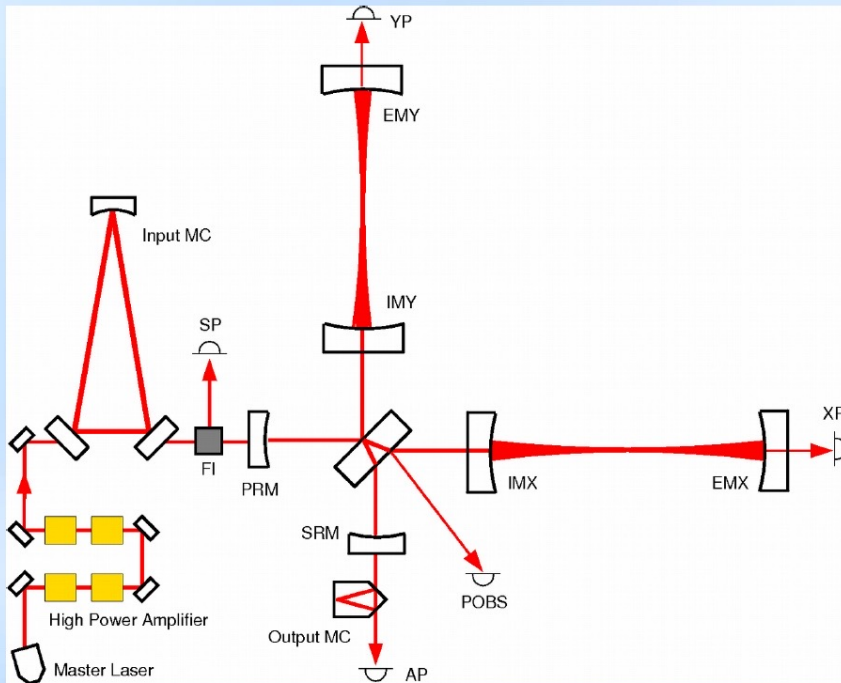 YP
EMY
Input MC
IMY
SP
XP
FI
PRM
IMX
EMX
SRM
POBS
High Power Amplifier
Output MC
Master Laser
AP